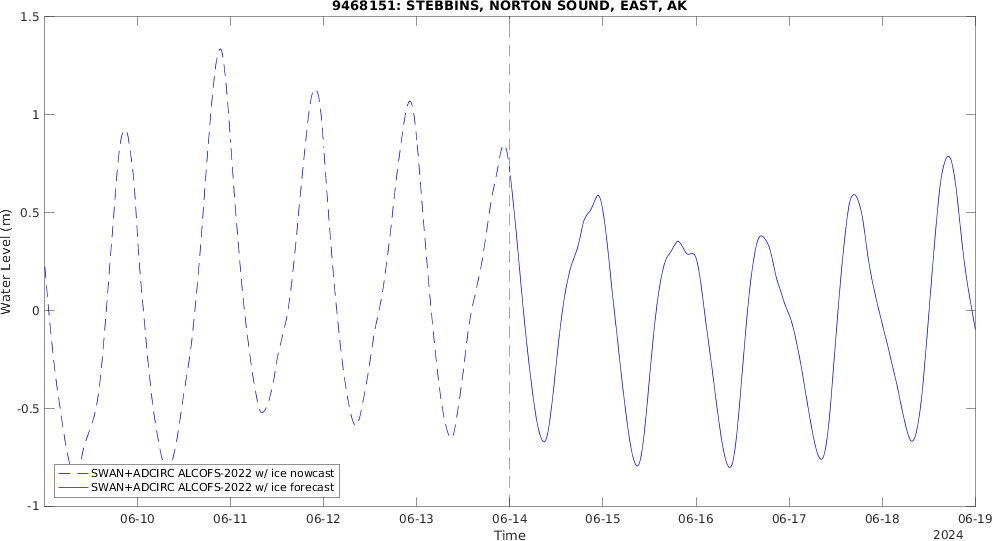 9468151: STEBBINS, NORTON SOUND, EAST, AK
1.5
1
0.5
0
-0.5
-1
Water Level (m)
SWAN+ADCIRC ALCOFS-2022 w/ ice nowcast
SWAN+ADCIRC ALCOFS-2022 w/ ice forecast
06-10 06-11 06-12 06-13 06-14 06-15 06-16 06-17 06-18 06-19
Time
2024